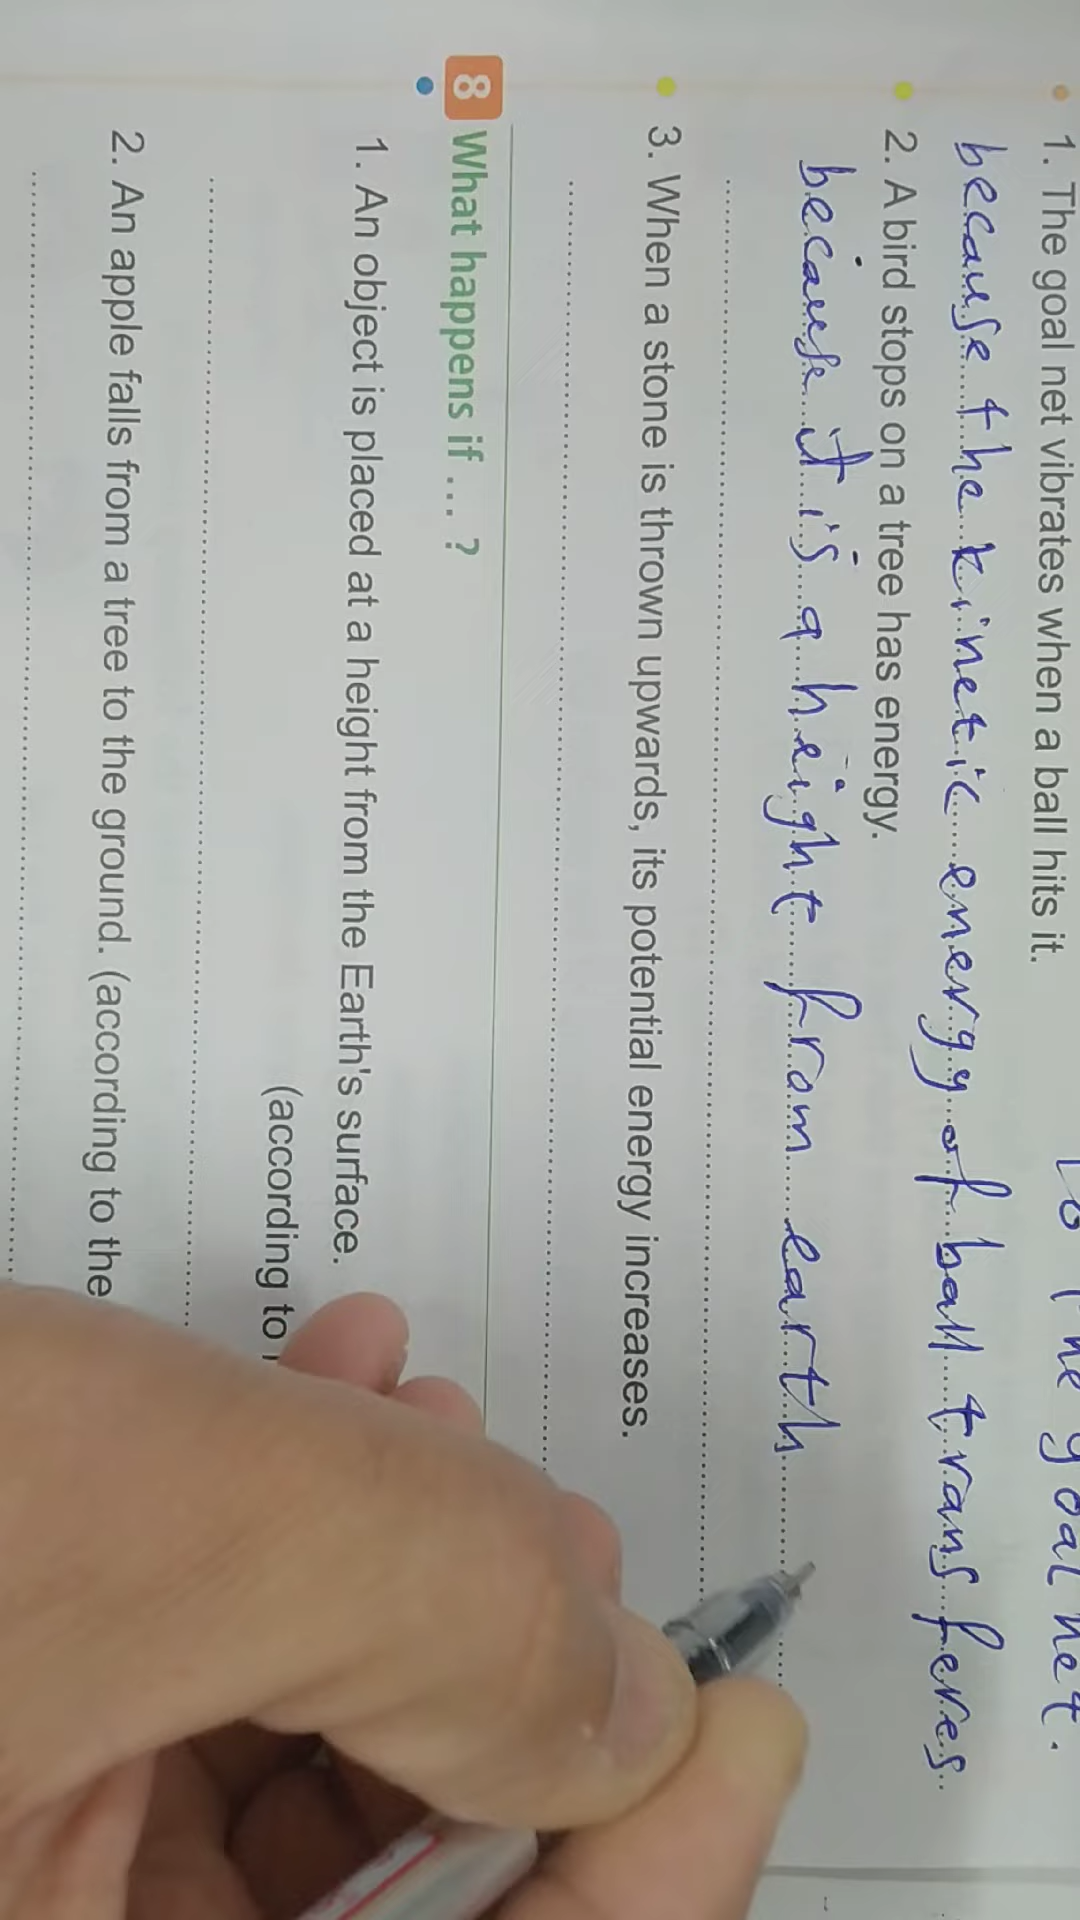 1. The goal net vibrates when a ball hits it.
to the goal net.
because the kinetic energy of ball transferes
2. A bird stops on a tree has energy.
because it is a height from earth
3. When a stone is thrown upwards, its potential energy increases.
8 What happens if ... ?
1. An object is placed at a height from the Earth's surface.
(according to
2. An apple falls from a tree to the ground. (according to the